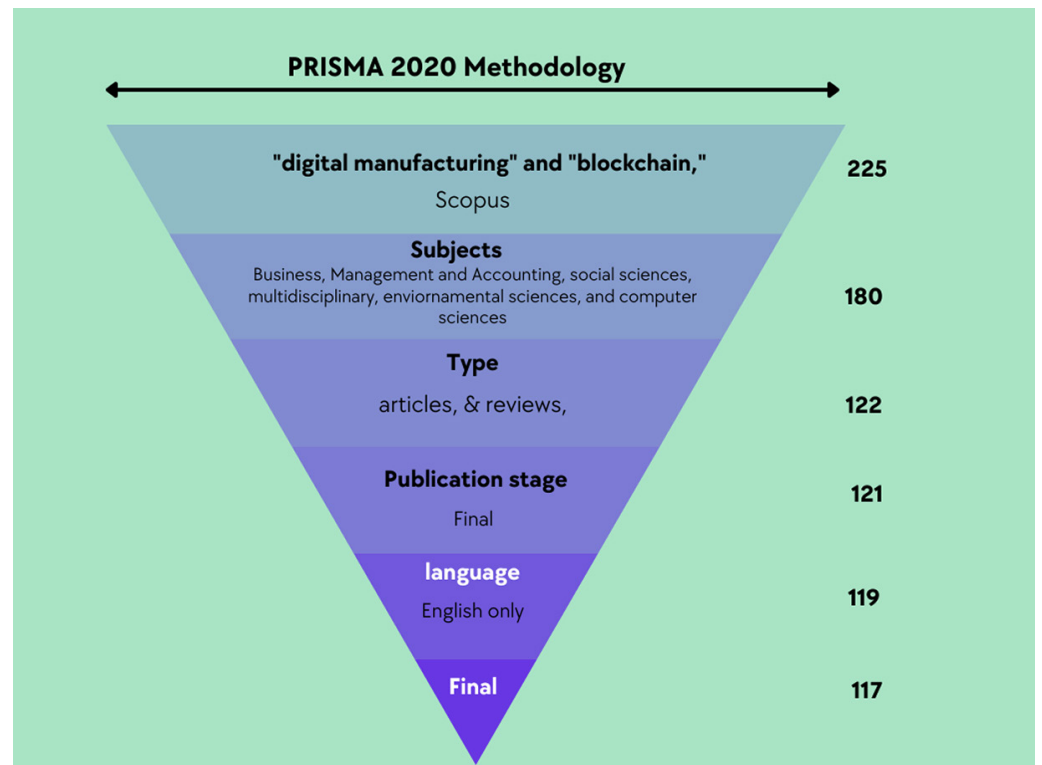 PRISMA 2020 Methodology
"digital manufacturing" and "blockchain,"
Scopus
225
Subjects
Business, Management and Accounting, social sciences,
multidisciplinary, enviornamental sciences, and computer
sciences
180
Type
articles, & reviews,
122
Publication stage
Final
121
language
English only
119
Final
117